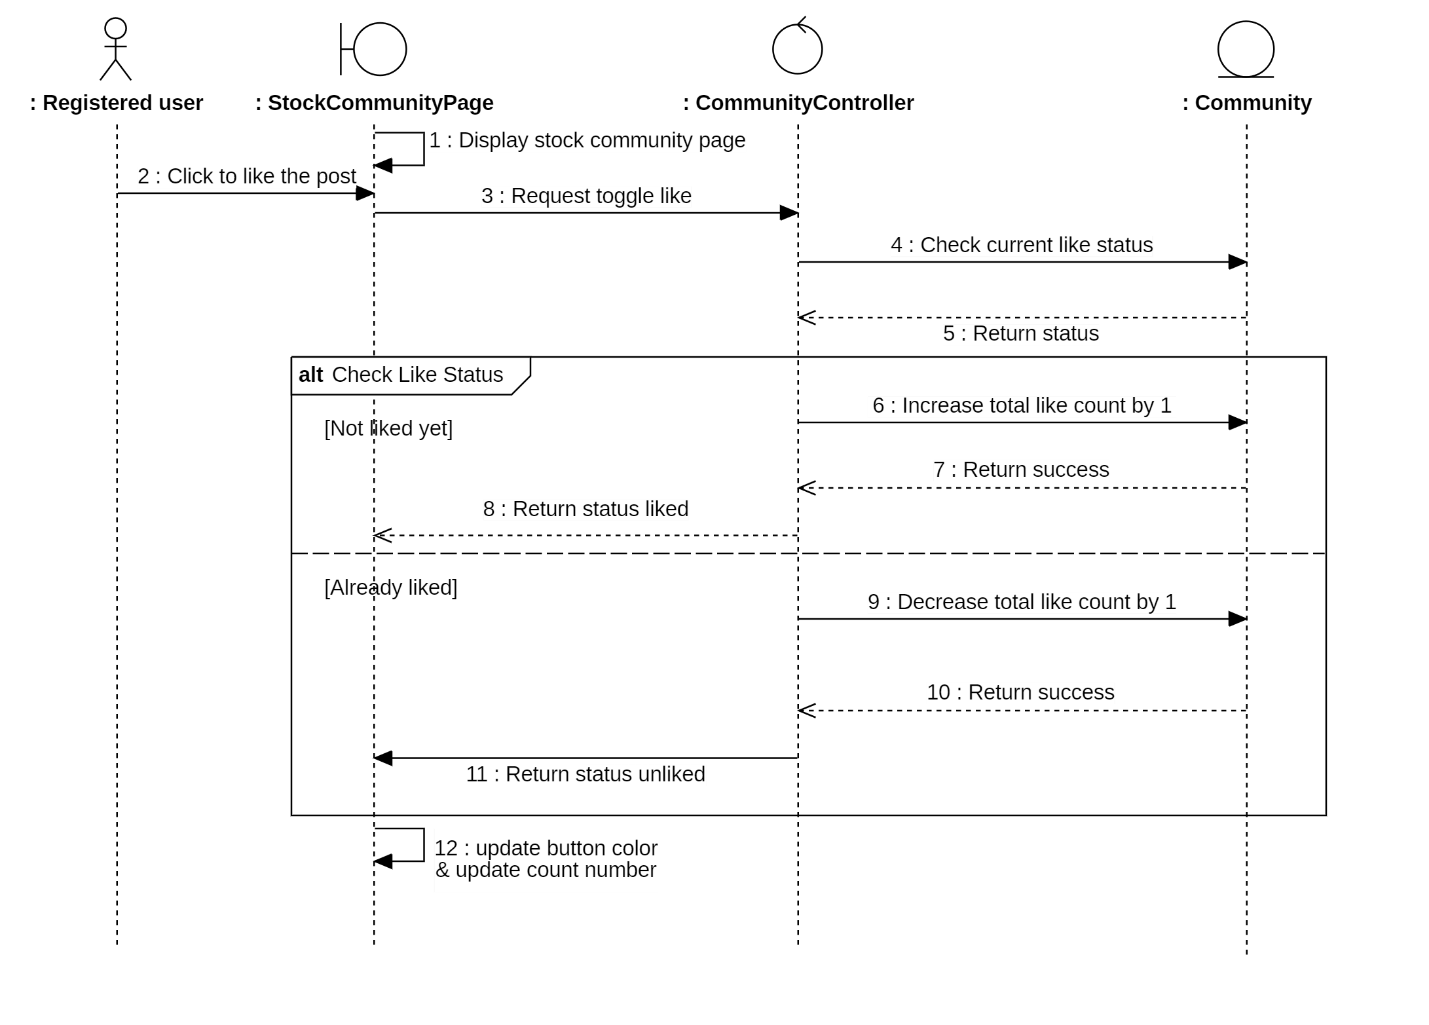 : Registered user
: StockCommunityPage
: CommunityController
: Community
1 : Display stock community page
2 : Click to like the post
3 : Request toggle like
4 : Check current like status
5 : Return status
alt Check Like Status
6 : Increase total like count by 1
[Not liked yet]
7 : Return success
8 : Return status liked
[Already liked]
9 : Decrease total like count by 1
10 : Return success
11 : Return status unliked
12 : update button color
& update count number